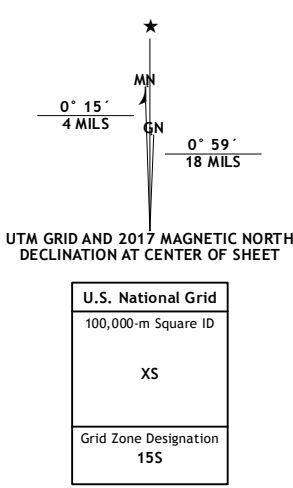 ★
MN
0° 15´
4 MILS
GN
0° 59´
18 MILS
UTM GRID AND 2017 MAGNETIC NORTH
DECLINATION AT CENTER OF SHEET
U.S. National Grid
100,000-m Square ID
XS
Grid Zone Designation
15S